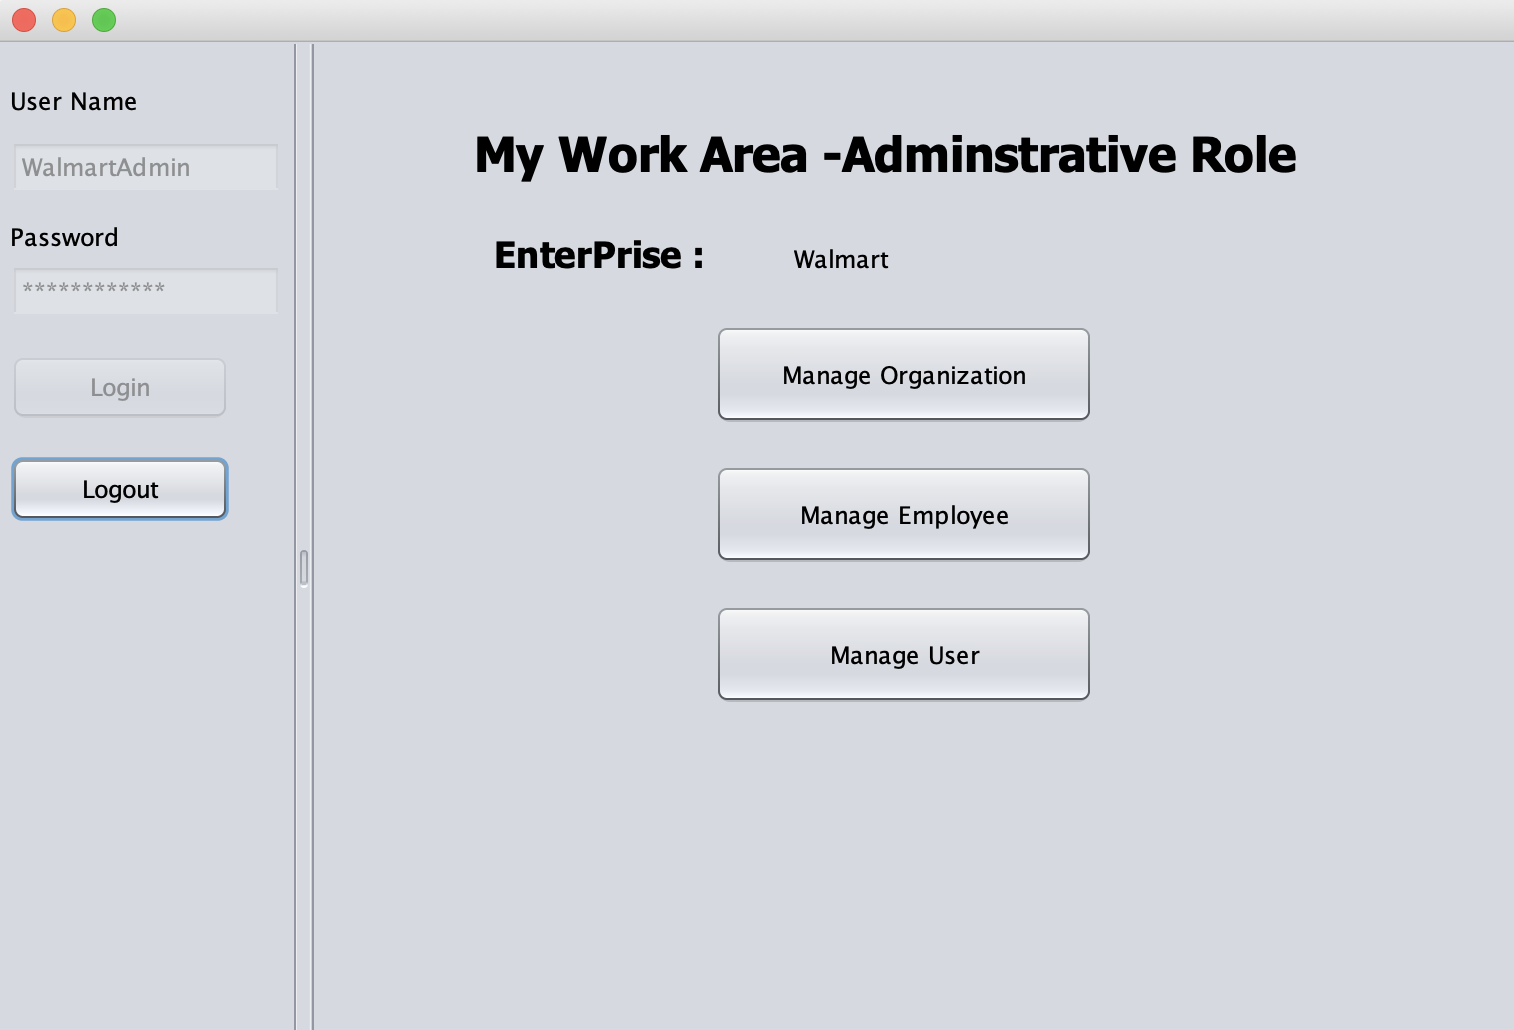 User Name
WalmartAdmin
Password
************
Login
Logout
My Work Area -Adminstrative Role
EnterPrise :
Walmart
Manage Organization
Manage Employee
Manage User